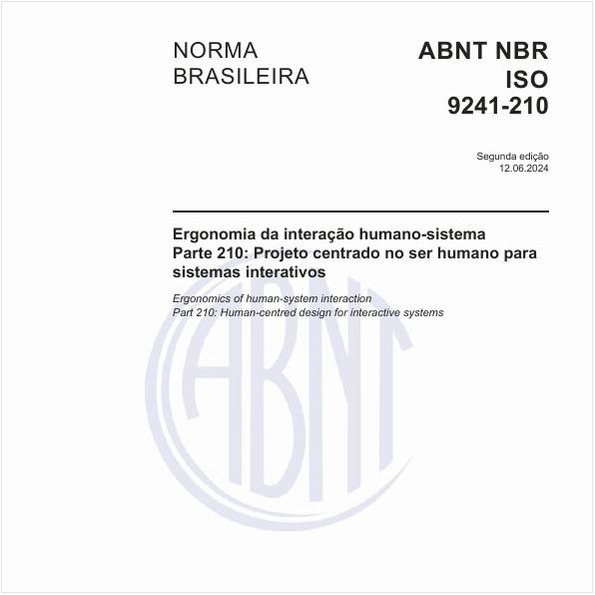 NORMA
BRASILEIRA
ABNT NBR
ISO
9241-210
Segunda edição
12.06.2024
Ergonomia da interação humano-sistema
Parte 210: Projeto centrado no ser humano para
sistemas interativos
Ergonomics of human-system interaction
Part 210: Human-centred design for interactive systems
ABNT